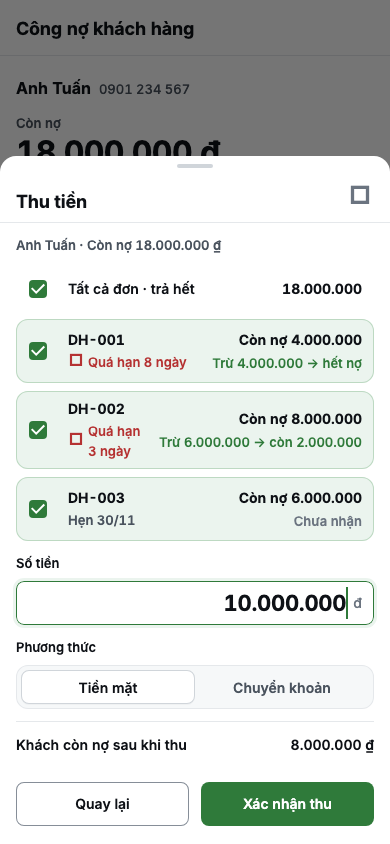 Công nợ khách hàng
Anh Tuấn 0901 234 567
Còn nợ
18.000.000 ₫
Thu tiền
Anh Tuấn · Còn nợ 18.000.000 ₫
Tất cả đơn · trả hết 18.000.000
DH-001 Còn nợ 4.000.000
Quá hạn 8 ngày Trừ 4.000.000 → hết nợ
DH-002 Còn nợ 8.000.000
Quá hạn 3 ngày Trừ 6.000.000 → còn 2.000.000
DH-003 Còn nợ 6.000.000
Hẹn 30/11 Chưa nhận
Số tiền
10.000.000 đ
Phương thức
Tiền mặt Chuyển khoản
Khách còn nợ sau khi thu 8.000.000 ₫
Quay lại Xác nhận thu